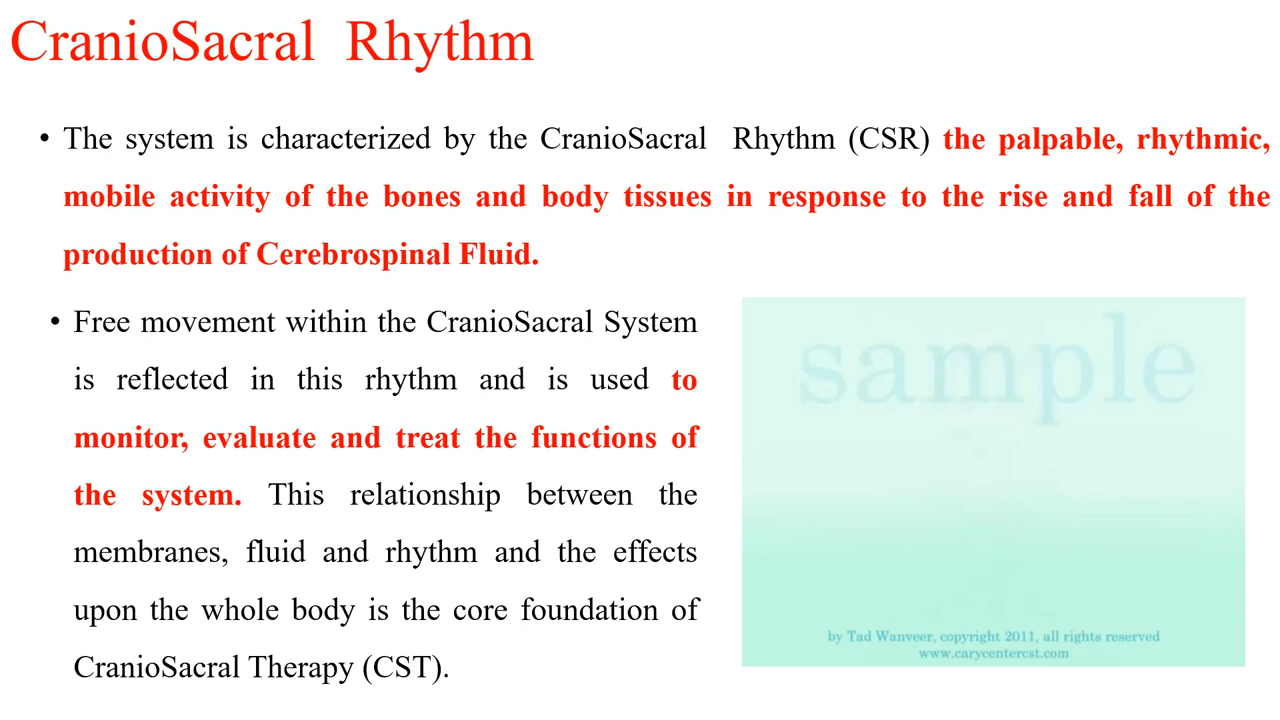 CranioSacral Rhythm
• The system is characterized by the CranioSacral Rhythm (CSR) the palpable, rhythmic,
mobile activity of the bones and body tissues in response to the rise and fall of the
production of Cerebrospinal Fluid.
• Free movement within the CranioSacral System
is reflected in this rhythm and is used to
monitor, evaluate and treat the functions of
the system. This relationship between the
membranes, fluid and rhythm and the effects
upon the whole body is the core foundation of
CranioSacral Therapy (CST).
sample
by Tad Wanveer, copyright 2011, all rights reserved
www.carycentercst.com